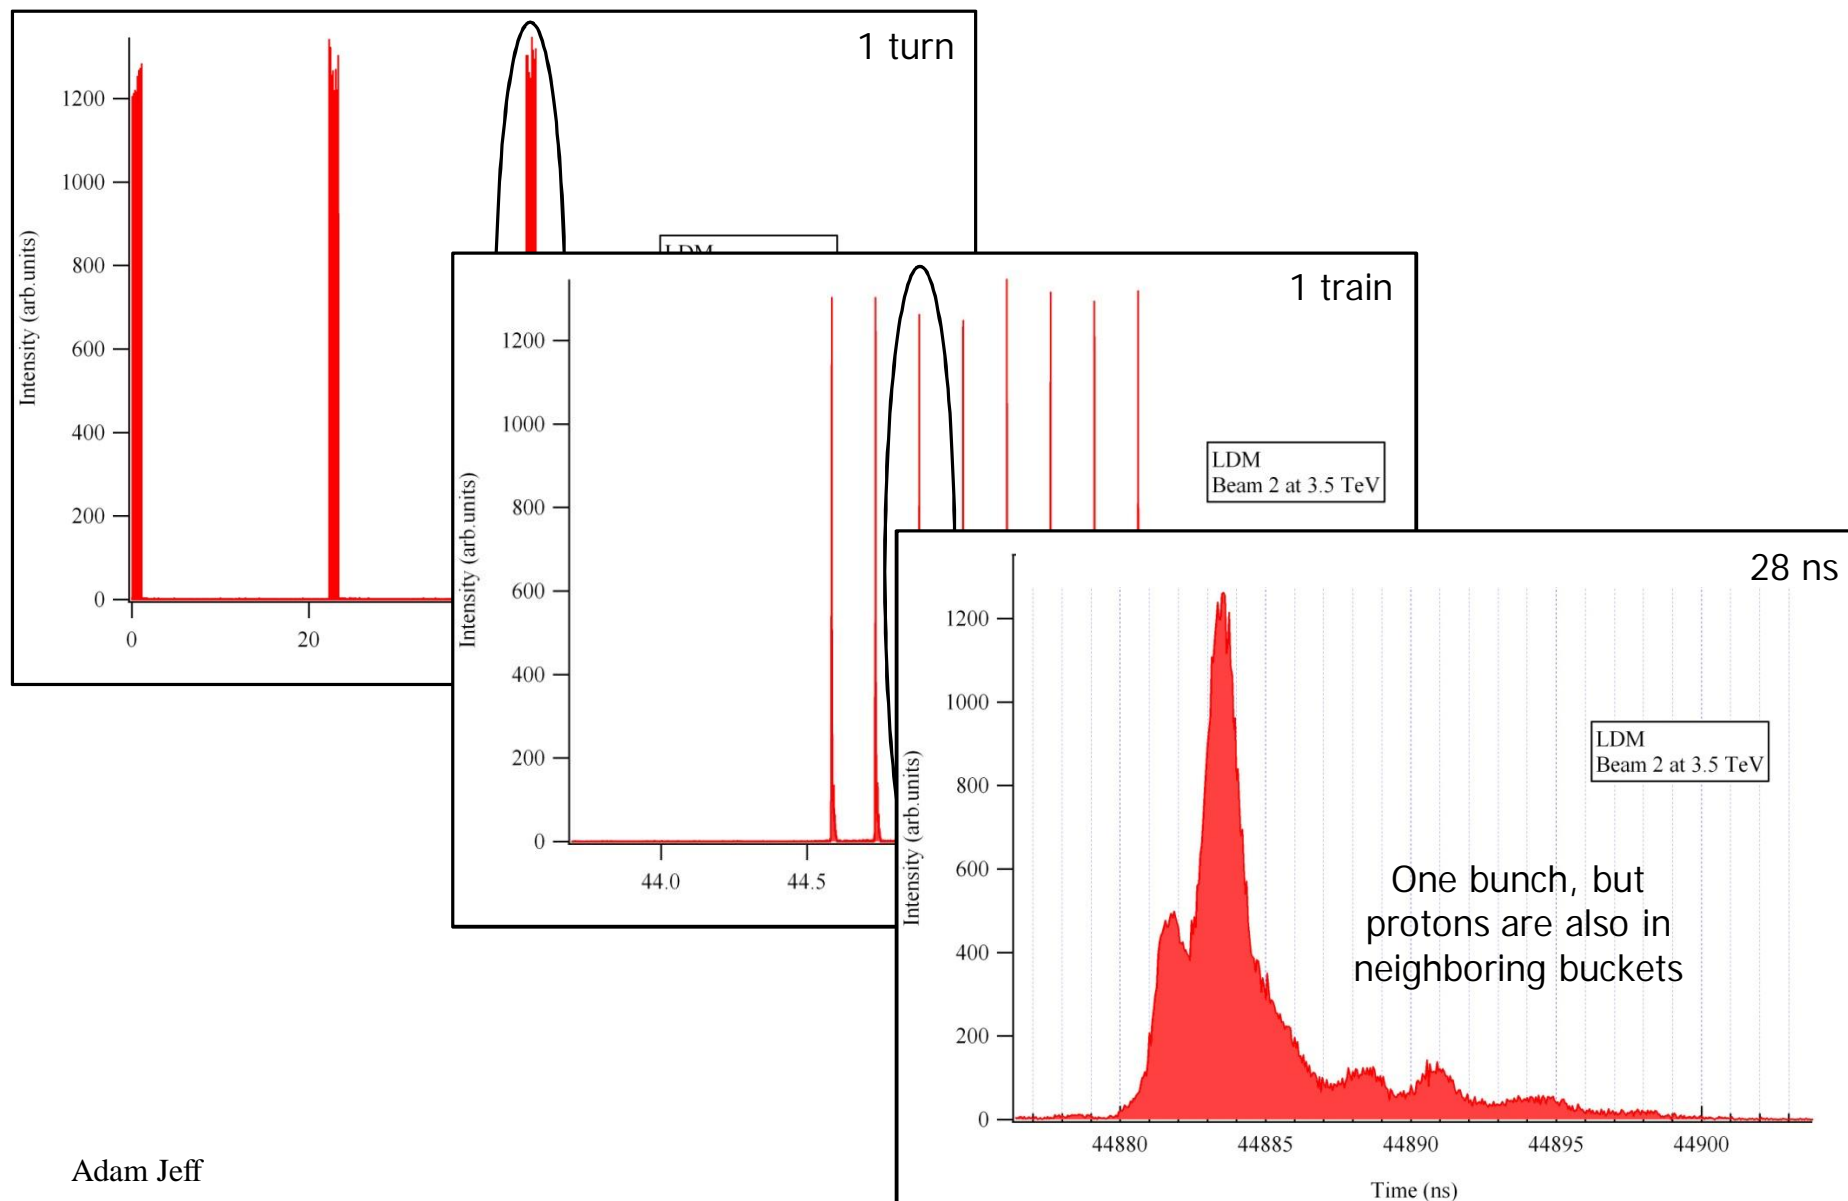 1 turn
Intensity (arb.units)
1200
1000
800
600
400
200
0
0
20
LDM
1 train
Intensity (arb.units)
1200
1000
800
600
400
200
0
44.0
44.5
LDM
Beam 2 at 3.5 TeV
28 ns
Intensity (arb.units)
1200
1000
800
600
400
200
0
LDM
Beam 2 at 3.5 TeV
One bunch, but
protons are also in
neighboring buckets
44880
44885
44890
44895
44900
Time (ns)
Adam Jeff